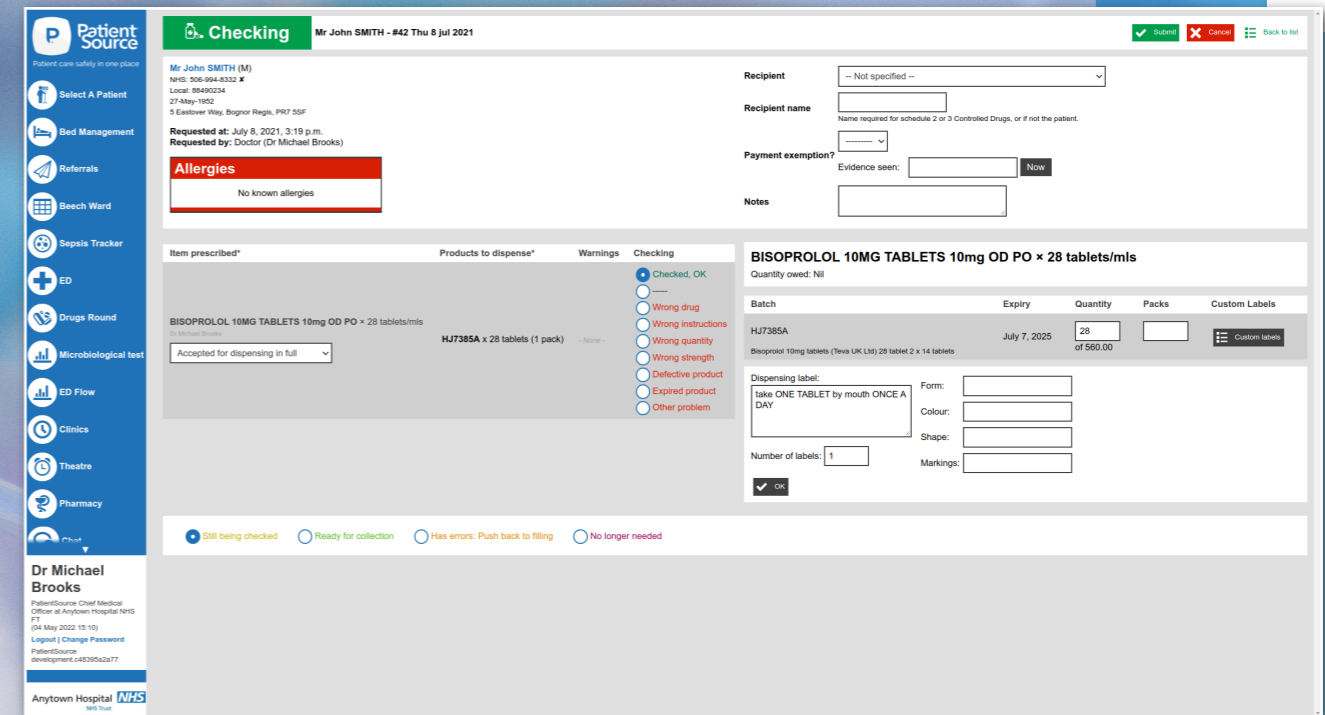 P Patient Source
Patient care safely in one place
Select A Patient
Bed Management
Referrals
Beech Ward
Sepsis Tracker
ED
Drugs Round
Microbiological test
ED Flow
Clinics
Theatre
Pharmacy
Chat
▼
Dr Michael
Brooks
PatientSource Chief Medical
Officer at Anytown Hospital NHS
FT
(04 May 2022 15:10)
Logout | Change Password
PatientSource
development.c48395a2a77
Anytown Hospital NHS
NHS Trust
Checking
Mr John SMITH - #42 Thu 8 jul 2021
Submit
Cancel
Back to list
Mr John SMITH (M)
NHS: 506-994-8332 ✘
Local: 88490234
27-May-1952
5 Eastover Way, Bognor Regis, PR7 5SF
Requested at: July 8, 2021, 3:19 p.m.
Requested by: Doctor (Dr Michael Brooks)
Allergies
No known allergies
Recipient
-- Not specified --
Recipient name
Name required for schedule 2 or 3 Controlled Drugs, or if not the patient.
Payment exemption?
---------
Evidence seen:
Now
Notes
Item prescribed* Products to dispense* Warnings Checking
BISOPROLOL 10MG TABLETS 10mg OD PO × 28 tablets/mls
Dr Michael Brooks
Accepted for dispensing in full
HJ7385A x 28 tablets (1 pack)
- None -
Checked, OK
-----
Wrong drug
Wrong instructions
Wrong quantity
Wrong strength
Defective product
Expired product
Other problem
BISOPROLOL 10MG TABLETS 10mg OD PO × 28 tablets/mls
Quantity owed: Nil
Batch Expiry Quantity Packs Custom Labels
HJ7385A
Bisoprolol 10mg tablets (Teva UK Ltd) 28 tablet 2 x 14 tablets
July 7, 2025
28
of 560.00
Custom labels
Dispensing label:
take ONE TABLET by mouth ONCE A
DAY
Number of labels: 1
Form:
Colour:
Shape:
Markings:
OK
Still being checked
Ready for collection
Has errors: Push back to filling
No longer needed